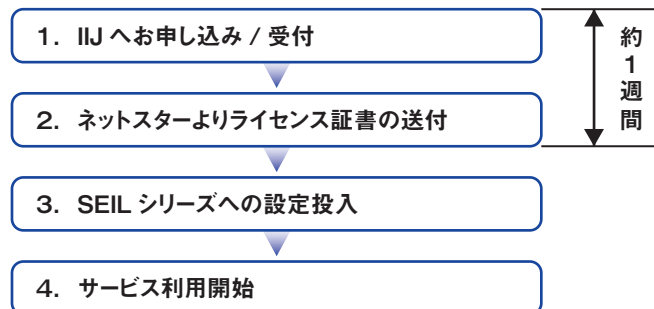 1. IIJ へお申し込み / 受付
2. ネットスターよりライセンス証書の送付
約1週間
3. SEIL シリーズへの設定投入
4. サービス利用開始